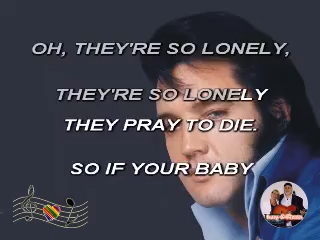 OH, THEY'RE SO LONELY,
THEY'RE SO LONELY
THEY PRAY TO DIE.
SO IF YOUR BABY